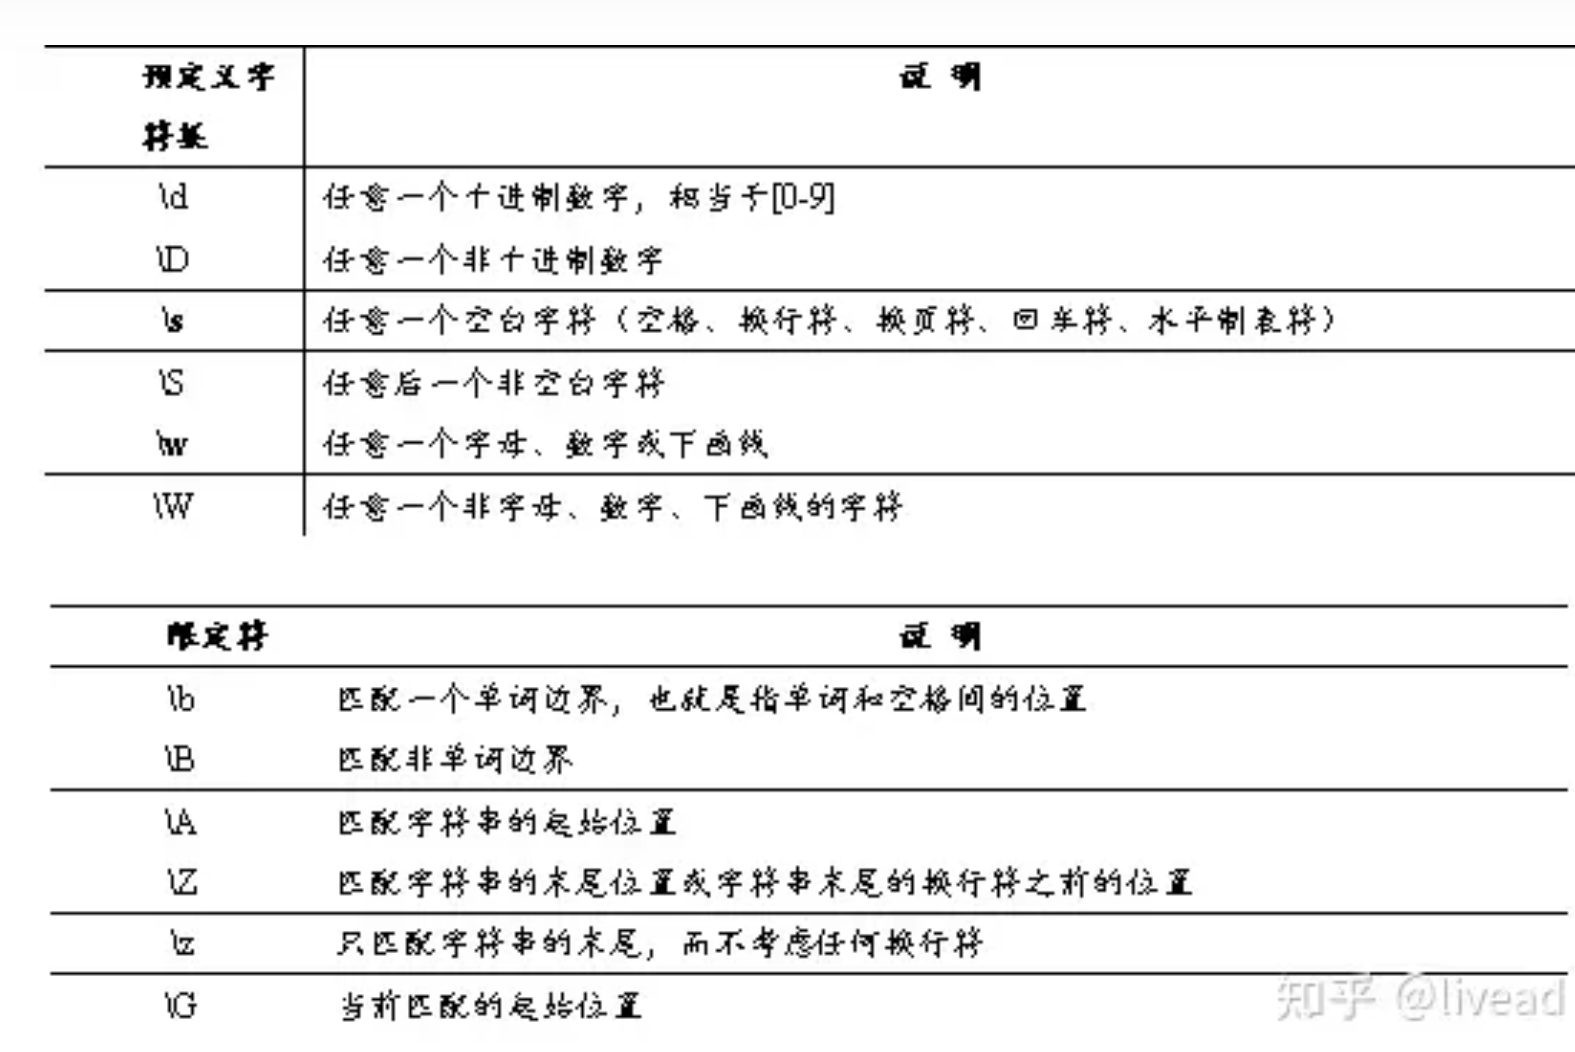 预定义字 说 明
符集
\d 任意一个十进制数字，相当于[0-9]
\D 任意一个非十进制数字
\s 任意一个空白字符（空格、换行符、换页符、回车符、水平制表符）
\S 任意后一个非空白字符
\w 任意一个字母、数字或下画线
\W 任意一个非字母、数字、下画线的字符
限定符 说 明
\b 匹配一个单词边界，也就是指单词和空格间的位置
\B 匹配非单词边界
\A 匹配字符串的起始位置
\Z 匹配字符串的末尾位置或字符串末尾的换行符之前的位置
\z 只匹配字符串的末尾，而不考虑任何换行符
\G 当前匹配的起始位置
知乎 @livead